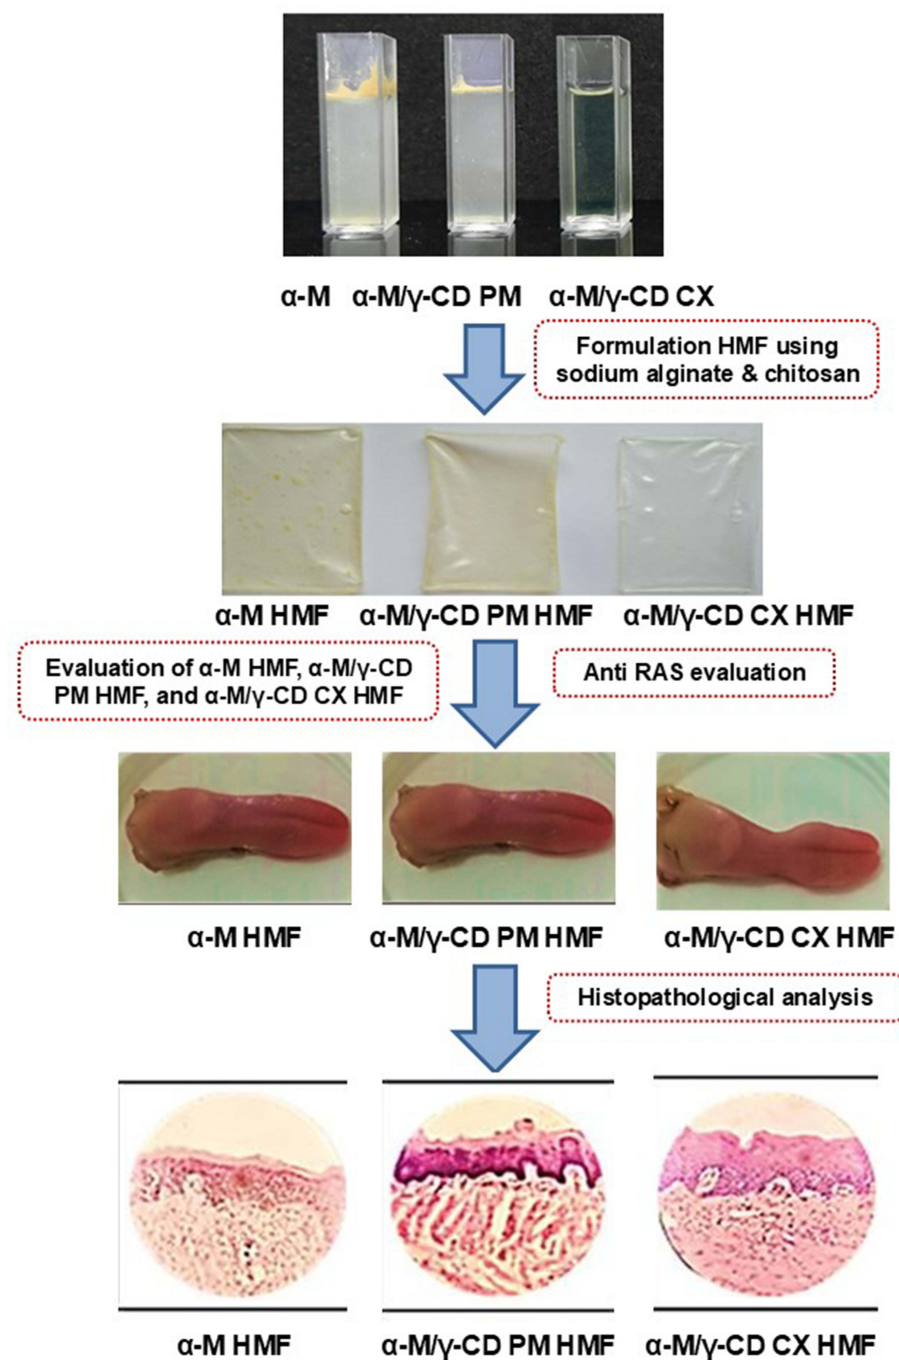 α-M α-M/γ-CD PM α-M/γ-CD CX
Formulation HMF using
sodium alginate & chitosan
α-M HMF α-M/γ-CD PM HMF α-M/γ-CD CX HMF
Evaluation of α-M HMF, α-M/γ-CD
PM HMF, and α-M/γ-CD CX HMF
Anti RAS evaluation
α-M HMF α-M/γ-CD PM HMF α-M/γ-CD CX HMF
Histopathological analysis
α-M HMF α-M/γ-CD PM HMF α-M/γ-CD CX HMF